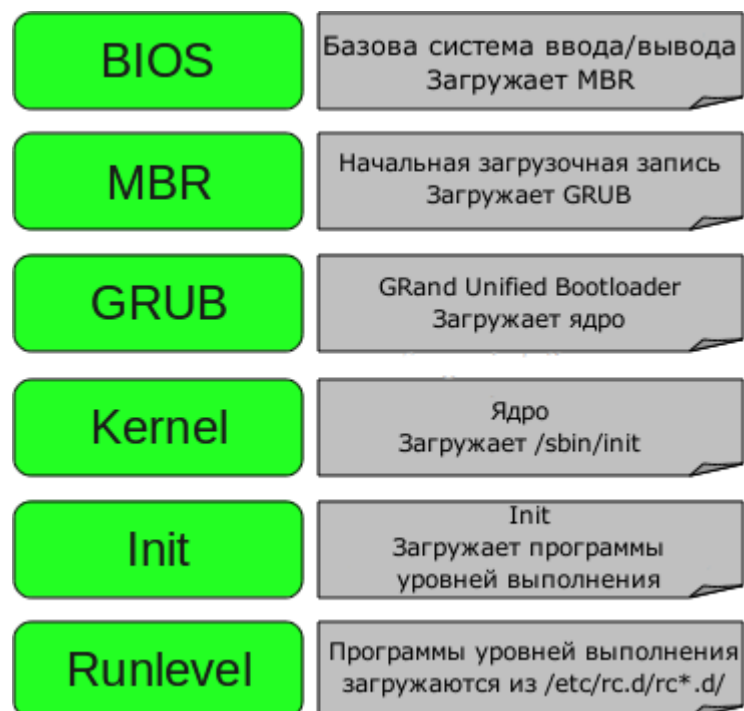 BIOS
Базова система ввода/вывода
Загружает MBR
MBR
Начальная загрузочная запись
Загружает GRUB
GRUB
GRand Unified Bootloader
Загружает ядро
Kernel
Ядро
Загружает /sbin/init
Init
Init
Загружает программы
уровней выполнения
Runlevel
Программы уровней выполнения
загружаются из /etc/rc.d/rc*.d/